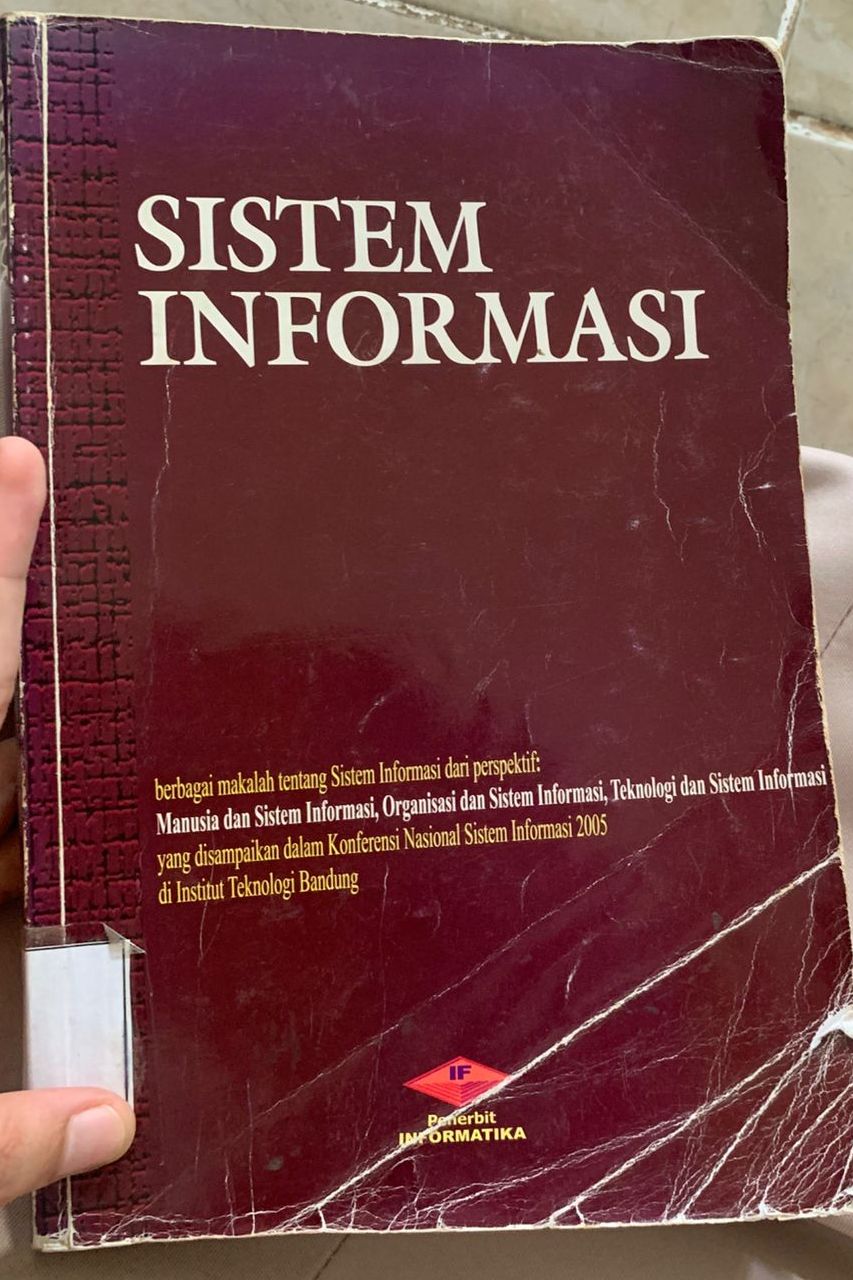 SISTEM
INFORMASI
berbagai makalah tentang Sistem Informasi dari perspektif:
Manusia dan Sistem Informasi, Organisasi dan Sistem Informasi, Teknologi dan Sistem Informasi
yang disampaikan dalam Konferensi Nasional Sistem Informasi 2005
di Institut Teknologi Bandung
IF
Penerbit
INFORMATIKA